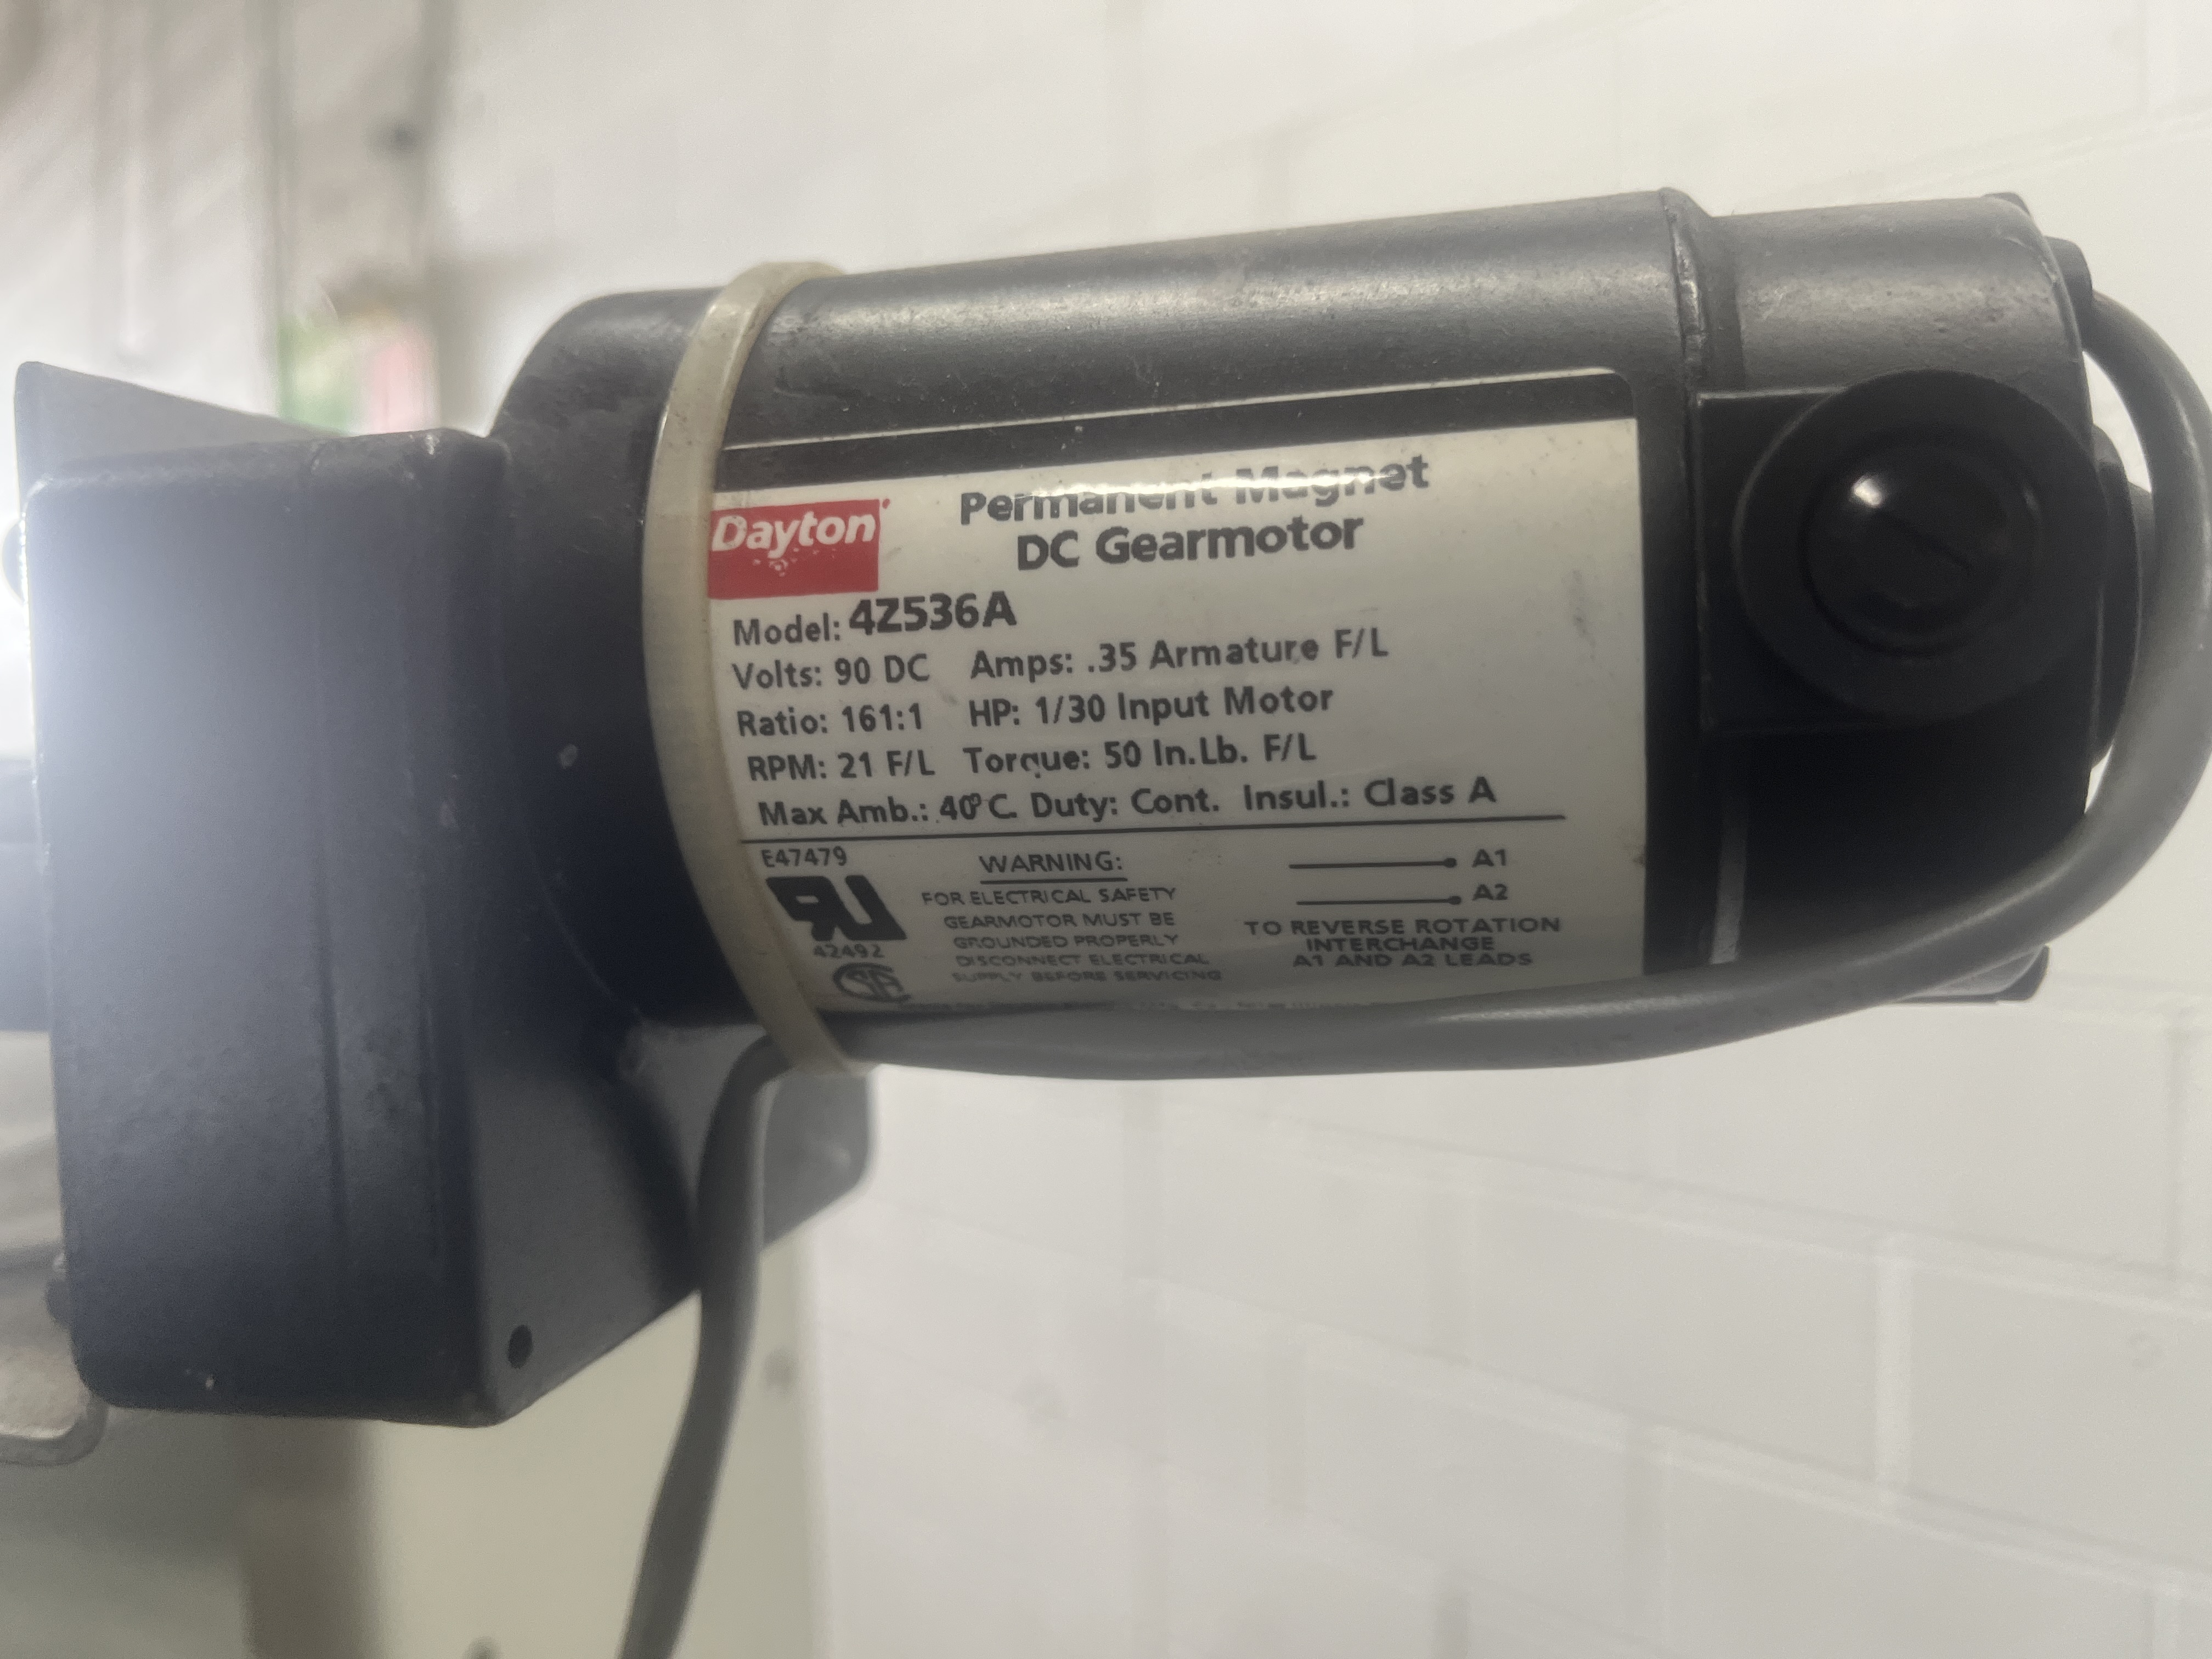 Dayton
Permanent Magnet
DC Gearmotor
Model: 4Z536A
Volts: 90 DC Amps: .35 Armature F/L
Ratio: 161:1 HP: 1/30 Input Motor
RPM: 21 F/L Torque: 50 In.Lb. F/L
Max Amb.: 40°C. Duty: Cont. Insul.: Class A
E47479
RU
42492
SA
WARNING:
FOR ELECTRICAL SAFETY
GEARMOTOR MUST BE
GROUNDED PROPERLY
DISCONNECT ELECTRICAL
SUPPLY BEFORE SERVICING
A1
A2
TO REVERSE ROTATION
INTERCHANGE
A1 AND A2 LEADS